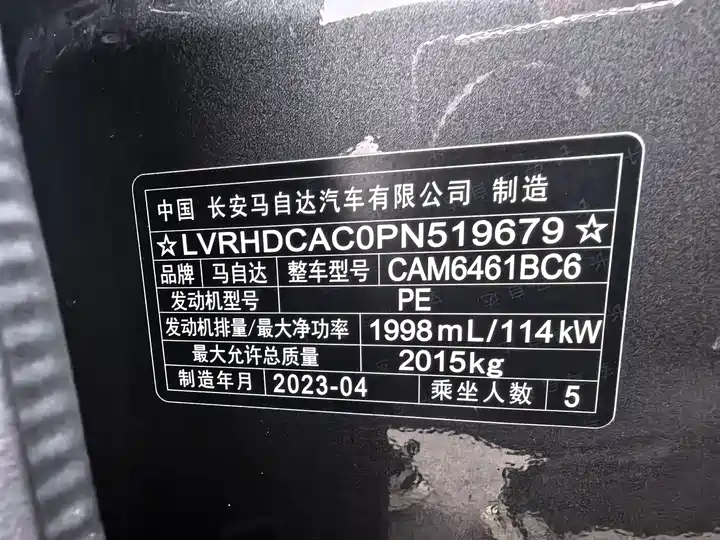 中国 长安马自达汽车有限公司 制造
☆LVRHDCAC0PN519679☆
品牌 马自达 整车型号 CAM6461BC6
发动机型号 PE
发动机排量/最大净功率 1998mL/114kW
最大允许总质量 2015kg
制造年月 2023-04 乘坐人数 5